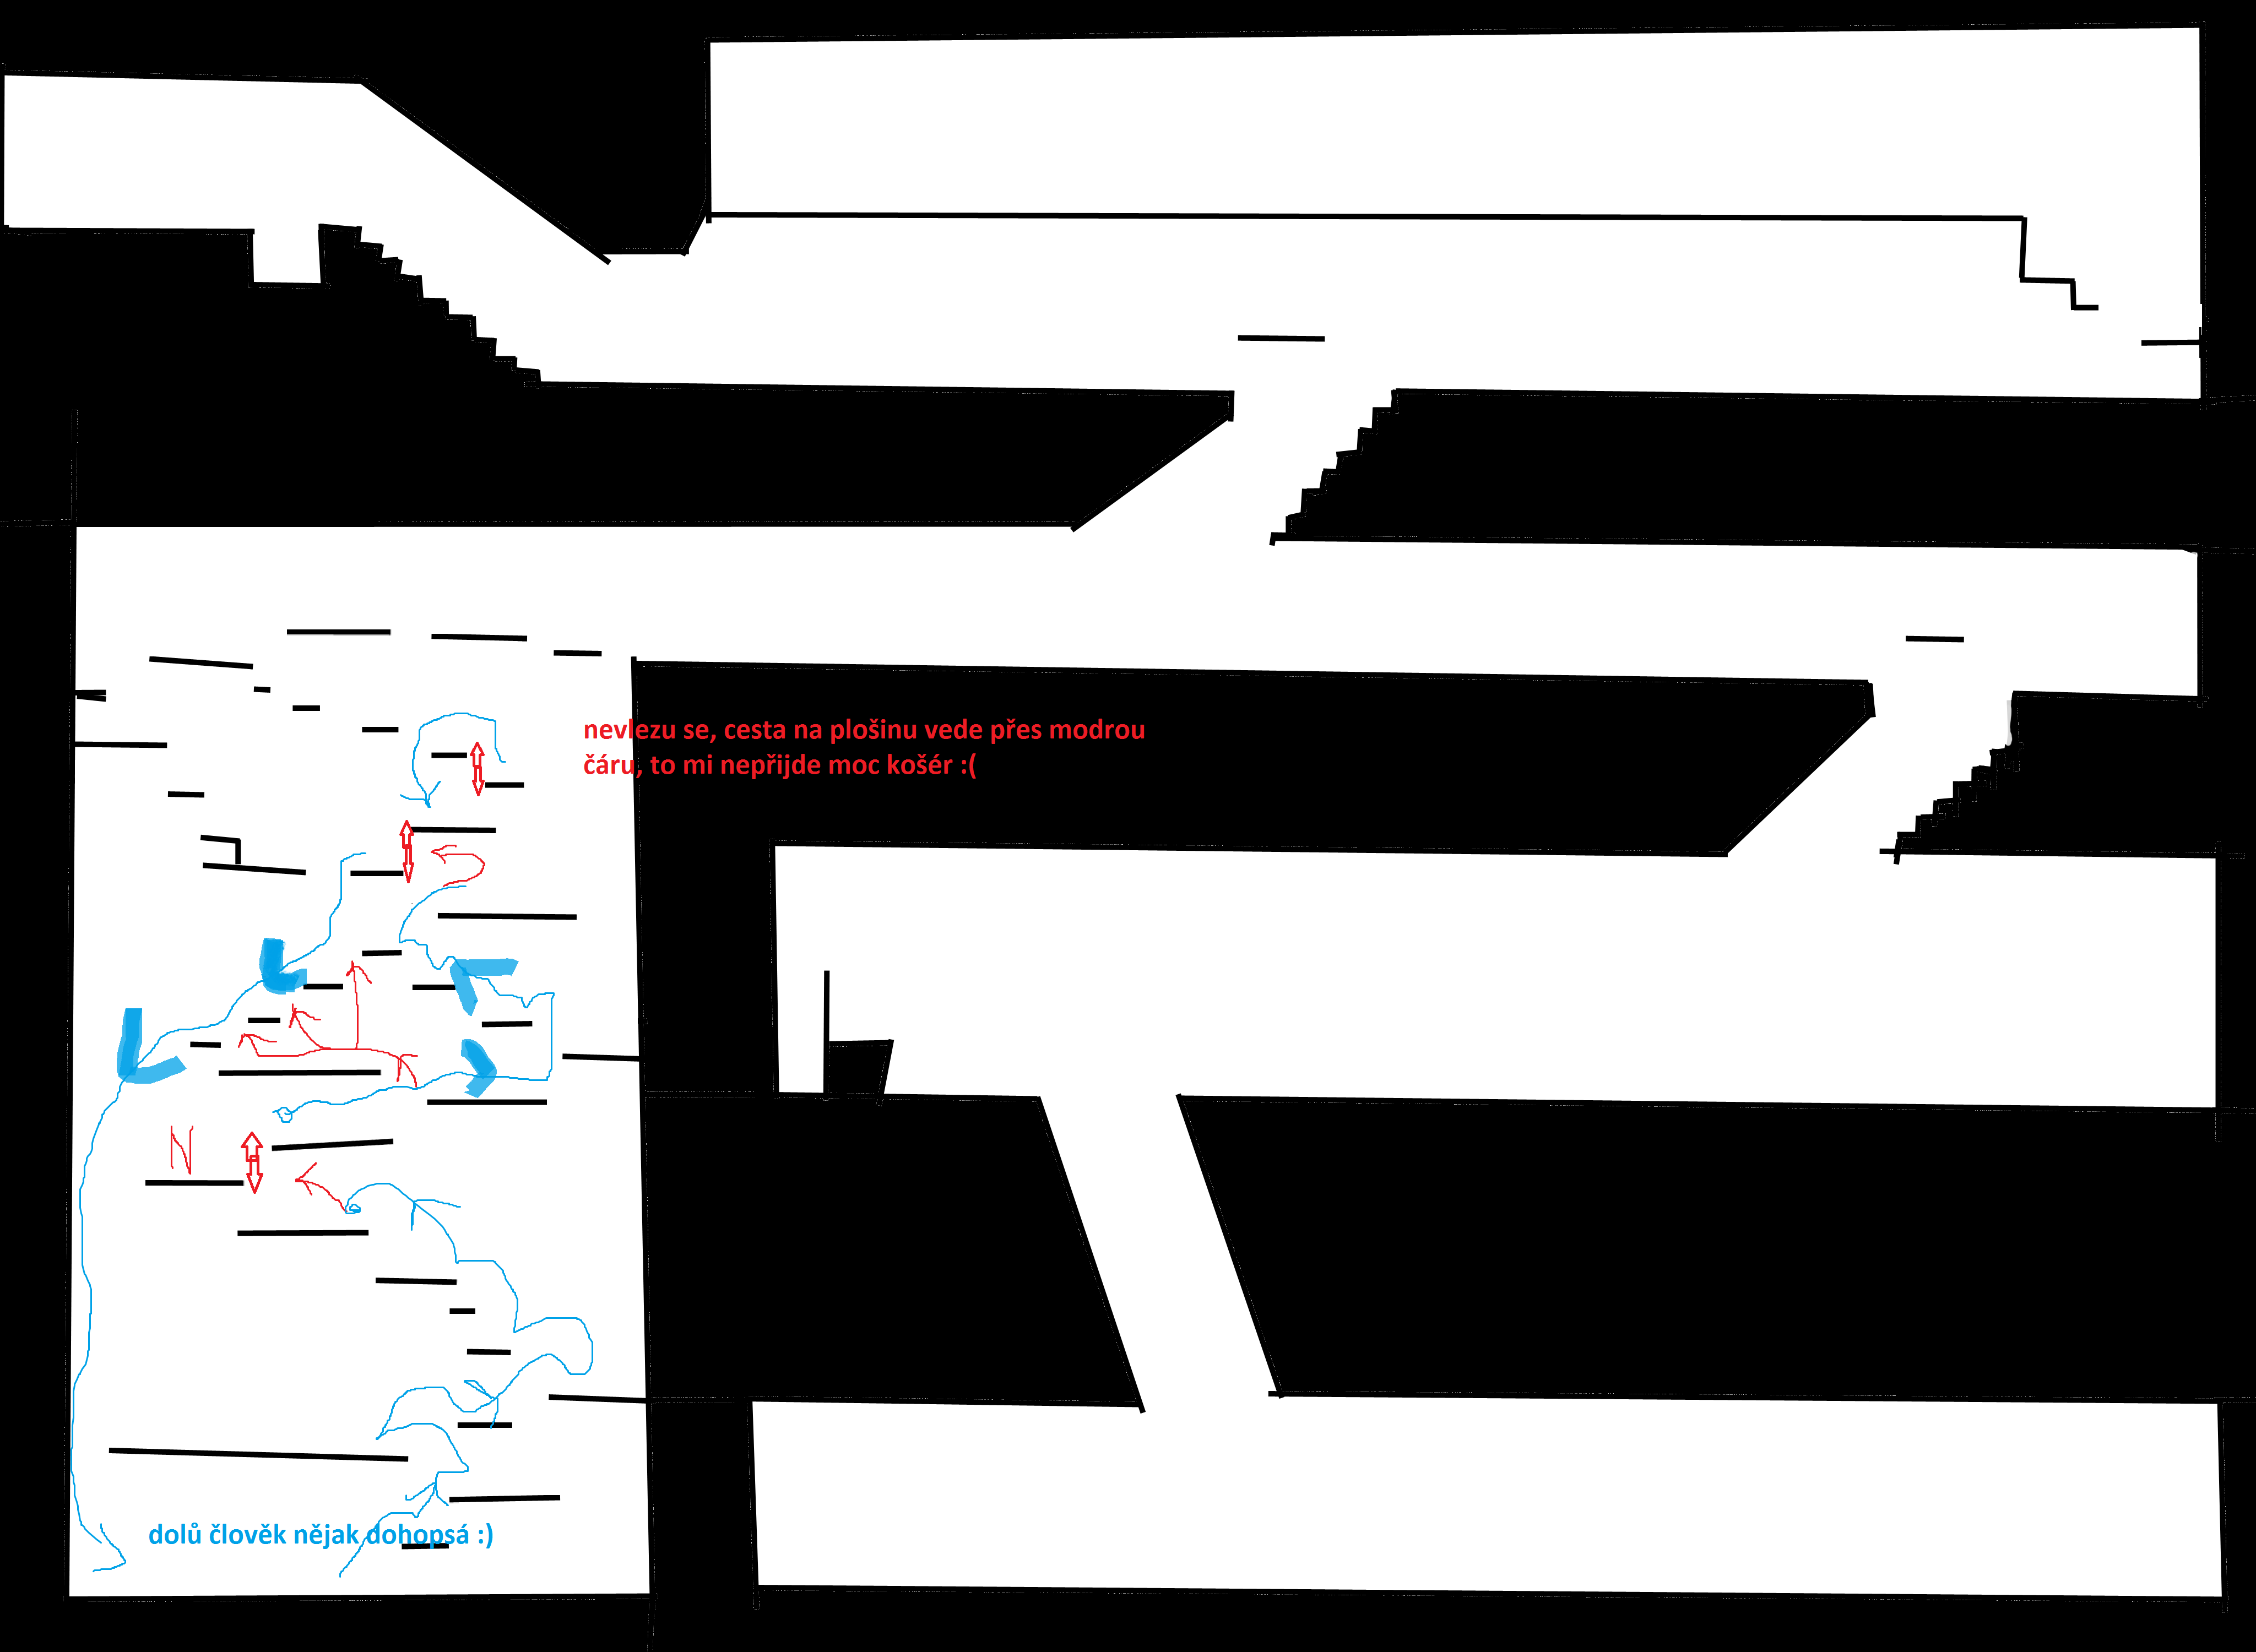 nevlezu se, cesta na plošinu vede přes modrou
čáru, to mi nepřijde moc košér :(
N
dolů člověk nějak dohopsá :)